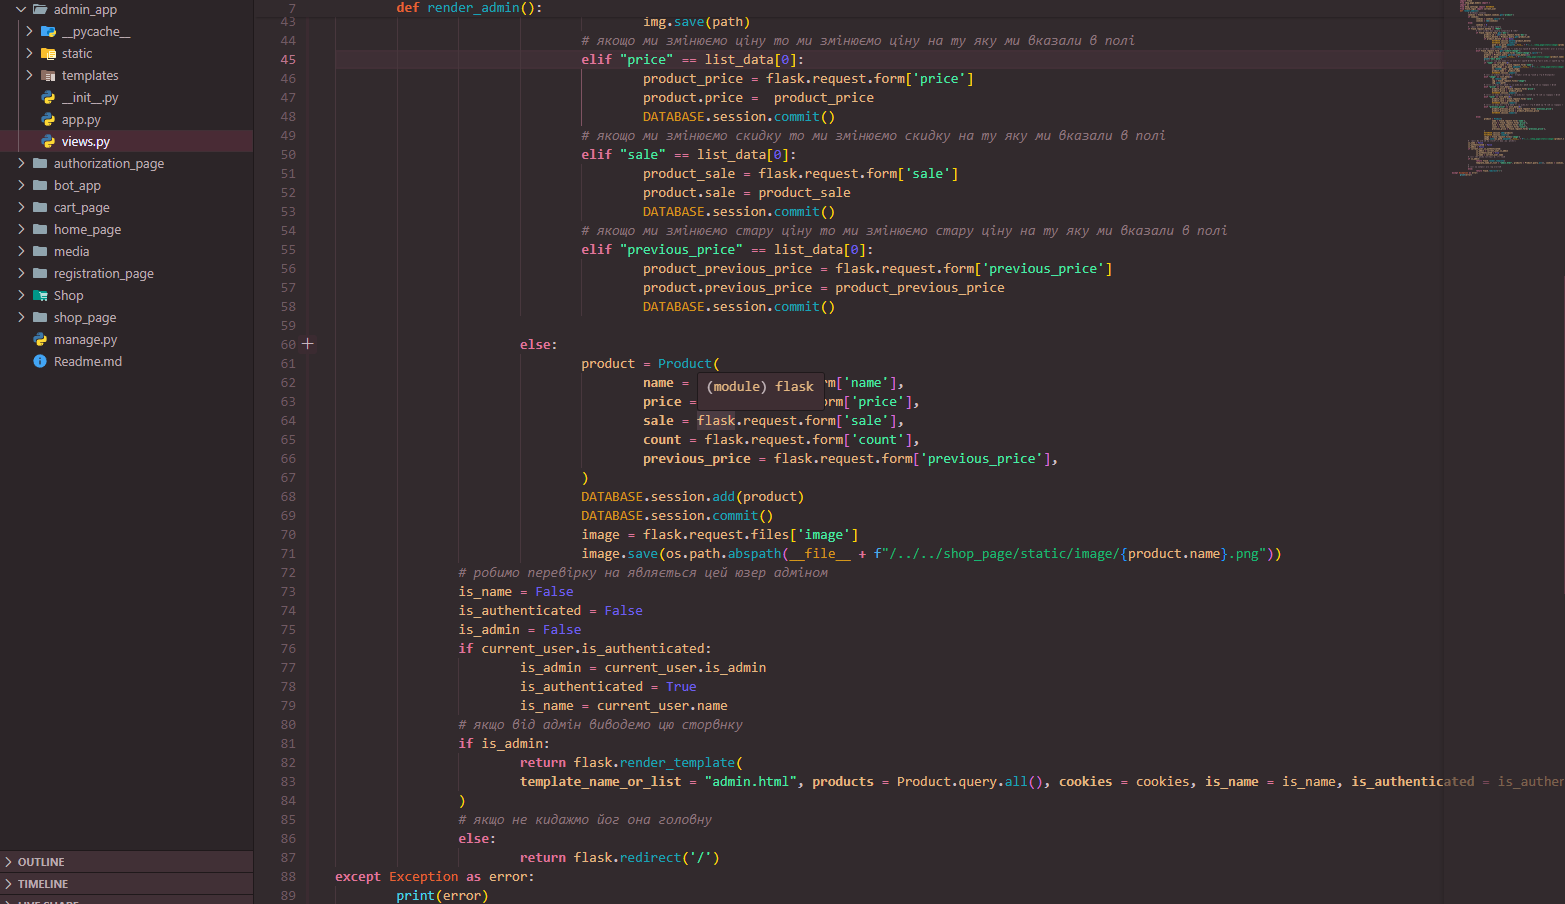 admin_app
__pycache__
static
templates
__init__.py
app.py
views.py
authorization_page
bot_app
cart_page
home_page
media
registration_page
Shop
shop_page
manage.py
Readme.md
OUTLINE
TIMELINE
7 def render_admin():
43 img.save(path)
44 # якощо ми змінюємо ціну то ми змінюємо ціну на ту яку ми вказали в полі
45 elif "price" == list_data[0]:
46 product_price = flask.request.form['price']
47 product.price =  product_price
48 DATABASE.session.commit()
49 # якощо ми змінюємо скидку то ми змінюємо скидку на ту яку ми вказали в полі
50 elif "sale" == list_data[0]:
51 product_sale = flask.request.form['sale']
52 product.sale = product_sale
53 DATABASE.session.commit()
54 # якощо ми змінюємо стару ціну то ми змінюємо стару ціну на ту яку ми вказали в полі
55 elif "previous_price" == list_data[0]:
56 product_previous_price = flask.request.form['previous_price']
57 product.previous_price = product_previous_price
58 DATABASE.session.commit()
59
60 else:
61 product = Product(
62 name = rm['name'],
(module) flask
63 price = orm['price'],
64 sale = flask.request.form['sale'],
65 count = flask.request.form['count'],
66 previous_price = flask.request.form['previous_price'],
67 )
68 DATABASE.session.add(product)
69 DATABASE.session.commit()
70 image = flask.request.files['image']
71 image.save(os.path.abspath(__file__ + f"/../../shop_page/static/image/{product.name}.png"))
72 # робимо перевірку на являється цей юзер адміном
73 is_name = False
74 is_authenticated = False
75 is_admin = False
76 if current_user.is_authenticated:
77 is_admin = current_user.is_admin
78 is_authenticated = True
79 is_name = current_user.name
80 # якщо від адмін виводемо цю сторвнку
81 if is_admin:
82 return flask.render_template(
83 template_name_or_list = "admin.html", products = Product.query.all(), cookies = cookies, is_name = is_name, is_authenticated = is_auther
84 )
85 # якщо не кидажмо йог она головну
86 else:
87 return flask.redirect('/')
88 except Exception as error:
89 print(error)